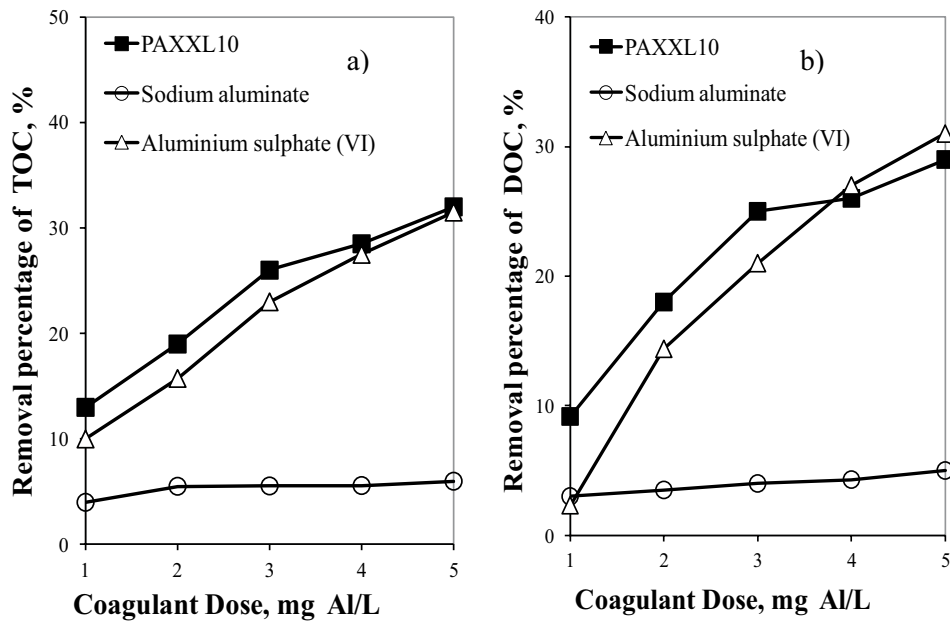 Removal percentage of TOC, %
50
40
30
20
10
0
PAXXL10
Sodium aluminate
Aluminium sulphate (VI)
a)
1 2 3 4 5
Coagulant Dose, mg Al/L
Removal percentage of DOC, %
40
30
20
10
0
PAXXL10
Sodium aluminate
Aluminium sulphate (VI)
b)
1 2 3 4 5
Coagulant Dose, mg Al/L